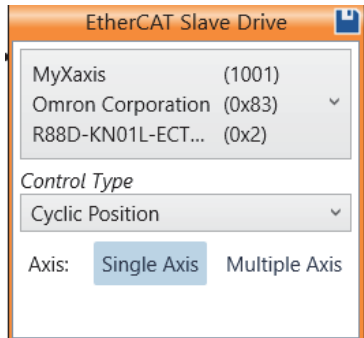 EtherCAT Slave Drive
MyXaxis (1001)
Omron Corporation (0x83)
R88D-KN01L-ECT... (0x2)
Control Type
Cyclic Position
Axis: Single Axis Multiple Axis